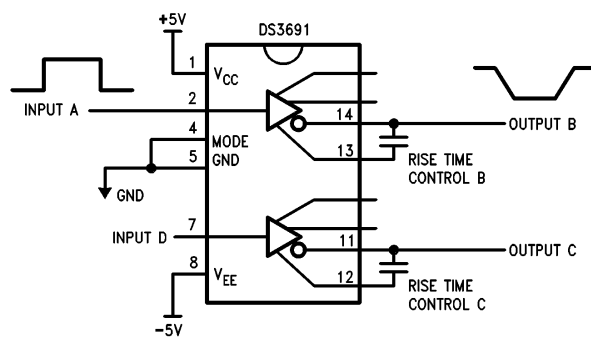 +5V
DS3691
1
VCC
INPUT A
2
14
OUTPUT B
4
MODE
13
RISE TIME
CONTROL B
5
GND
GND
INPUT D
7
11
OUTPUT C
8
VEE
12
RISE TIME
CONTROL C
-5V